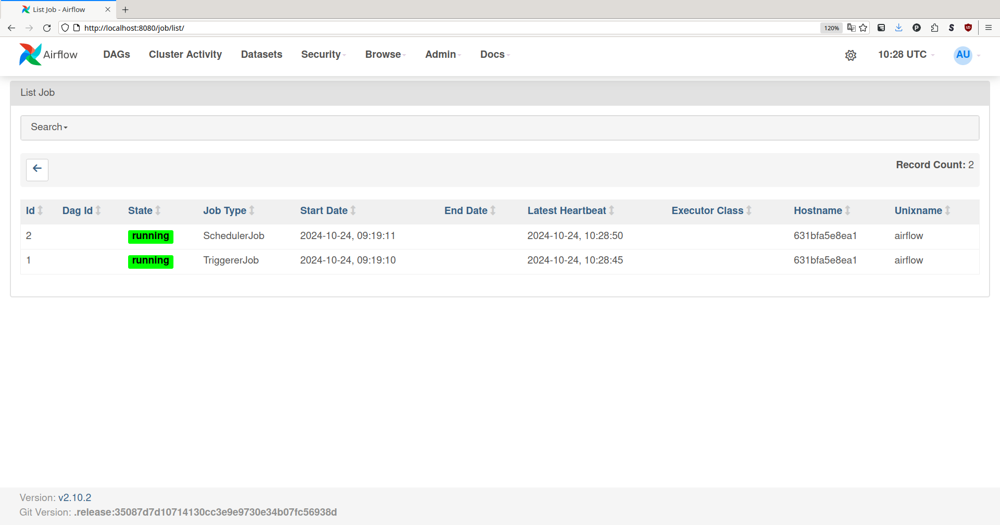 List Job - Airflow
http://localhost:8080/job/list/
120%
Airflow DAGs Cluster Activity Datasets Security Browse Admin Docs 10:28 UTC AU
List Job
Search
Record Count: 2
Id Dag Id State Job Type Start Date End Date Latest Heartbeat Executor Class Hostname Unixname
2 running SchedulerJob 2024-10-24, 09:19:11 2024-10-24, 10:28:50 631bfa5e8ea1 airflow
1 running TriggererJob 2024-10-24, 09:19:10 2024-10-24, 10:28:45 631bfa5e8ea1 airflow
Version: v2.10.2
Git Version: .release:35087d7d10714130cc3e9e9730e34b07fc56938d